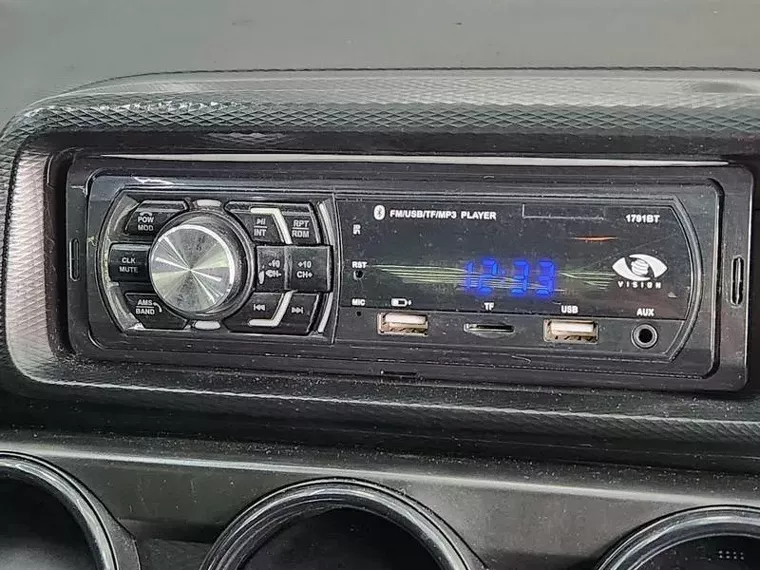 POW
MOD
CLK
MUTE
AMS
BAND
INT
RPT
RDM
-10
CH-
+10
CH+
FM/USB/TF/MP3 PLAYER
1791BT
RST
12:33
VISION
MIC
TF
USB
AUX